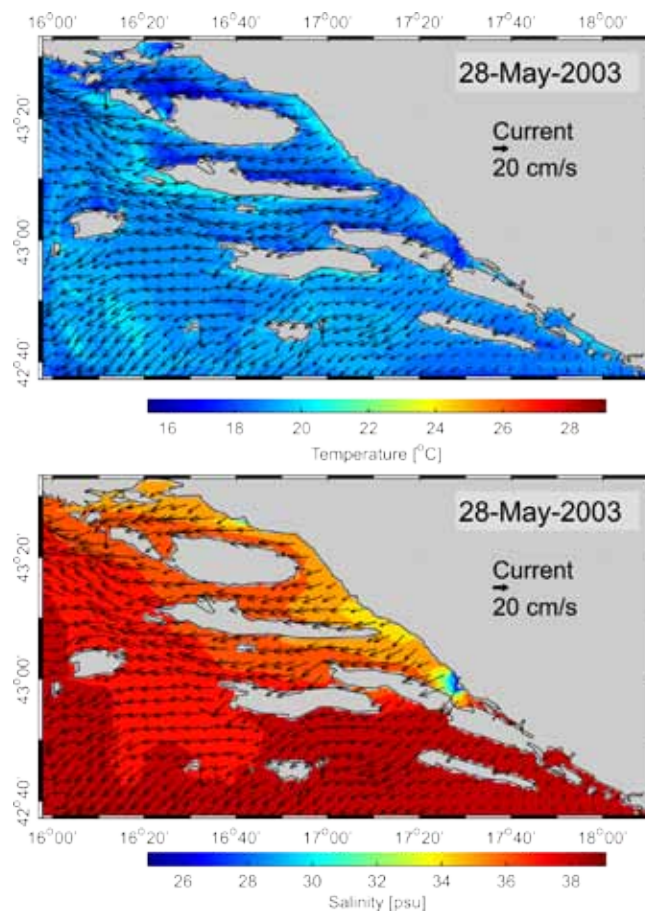 16°00' 16°20' 16°40' 17°00' 17°20' 17°40' 18°00'
28-May-2003
43°20'
Current
20 cm/s
43°00'
42°40'
16 18 20 22 24 26 28
Temperature [°C]
28-May-2003
43°20'
Current
20 cm/s
43°00'
42°40'
16°00' 16°20' 16°40' 17°00' 17°20' 17°40' 18°00'
26 28 30 32 34 36 38
Salinity [psu]